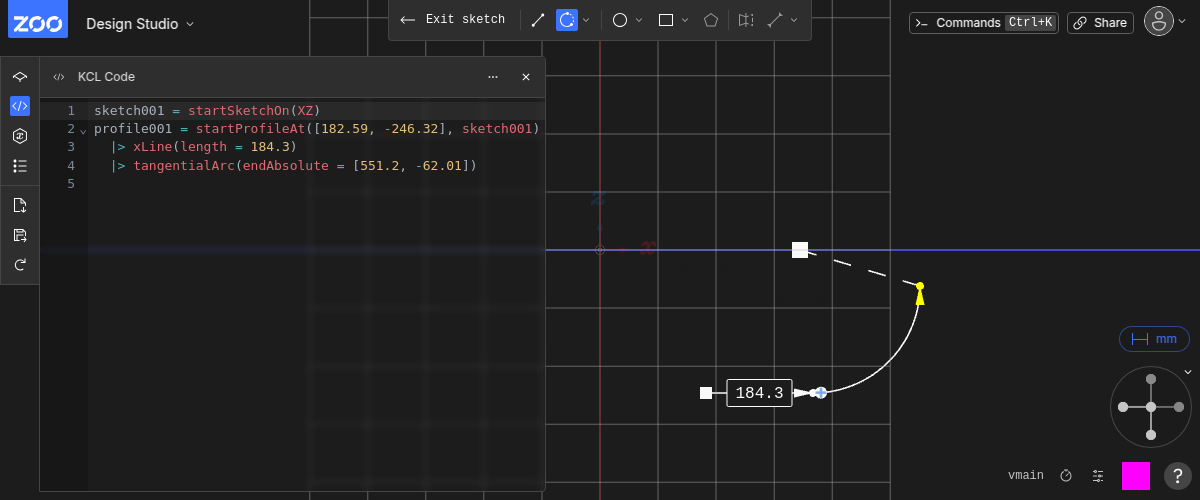 ZOO
Design Studio
Exit sketch
Commands Ctrl+K
Share
KCL Code
1 sketch001 = startSketchOn(XZ)
2 profile001 = startProfileAt([182.59, -246.32], sketch001)
3 |> xLine(length = 184.3)
4 |> tangentialArc(endAbsolute = [551.2, -62.01])
5
z
x
184.3
mm
vmain
?